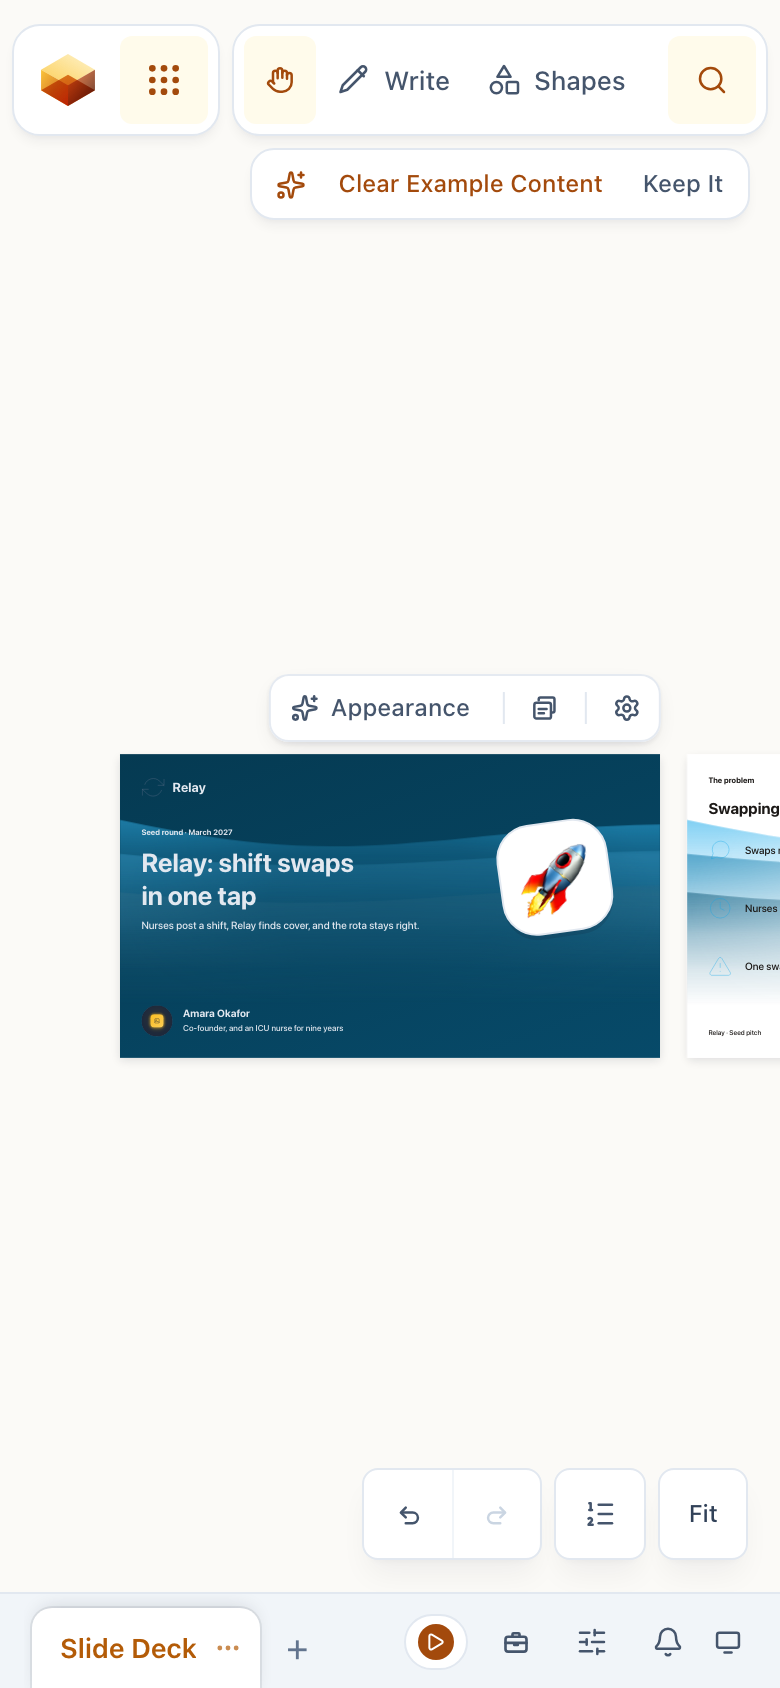 Write
Shapes
Clear Example Content
Keep It
Appearance
Relay
Seed round · March 2027
Relay: shift swaps
in one tap
Nurses post a shift, Relay finds cover, and the rota stays right.
Amara Okafor
Co-founder, and an ICU nurse for nine years
The problem
Swapping
Swaps
Nurses
One
Relay · Seed pitch
Fit
Slide Deck